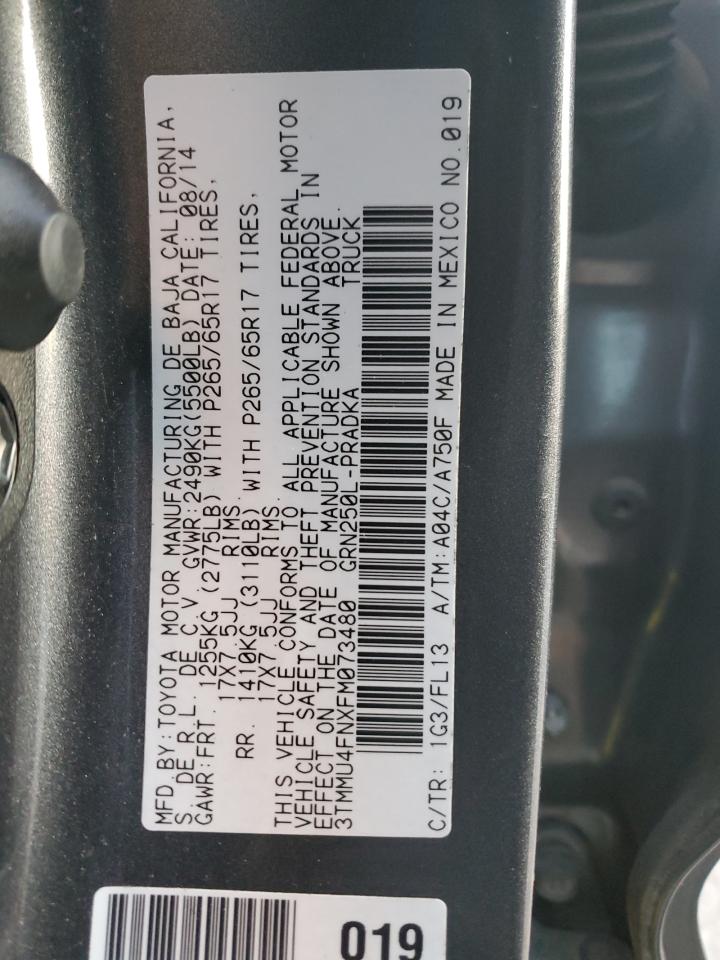 MFD.BY:TOYOTA MOTOR MANUFACTURING DE BAJA CALIFORNIA,
S. DE R.L. DE C.V. GVWR:2490KG(5500LB) DATE: 08/14
GAWR:FRT. 1255KG (2775LB) WITH P265/65R17 TIRES,
17X7.5JJ RIMS
RR. 1410KG (3110LB) WITH P265/65R17 TIRES,
17X7.5JJ RIMS.
THIS VEHICLE CONFORMS TO ALL APPLICABLE FEDERAL MOTOR
VEHICLE SAFETY AND THEFT PREVENTION STANDARDS IN
EFFECT ON THE DATE OF MANUFACTURE SHOWN ABOVE.
3TMMU4FNXFM073480 GRN250L-PRADKA TRUCK
C/TR: 1G3/FL13 A/TM:A04C/A750F MADE IN MEXICO NO.019
019